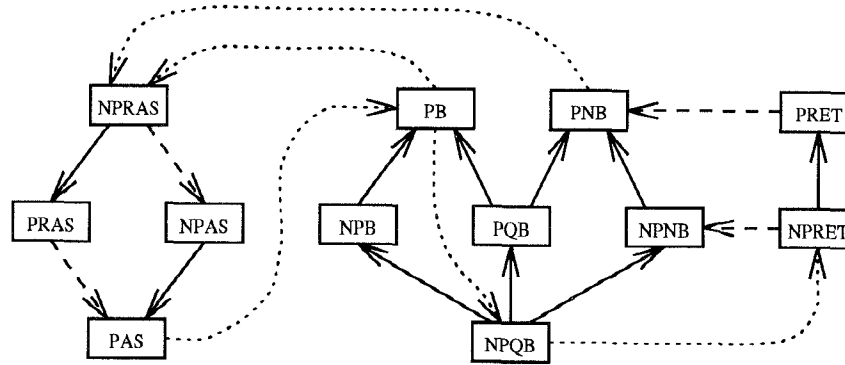 NPRAS
PB
PNB
PRET
PRAS
NPAS
NPB
PQB
NPNB
NPRET
PAS
NPQB